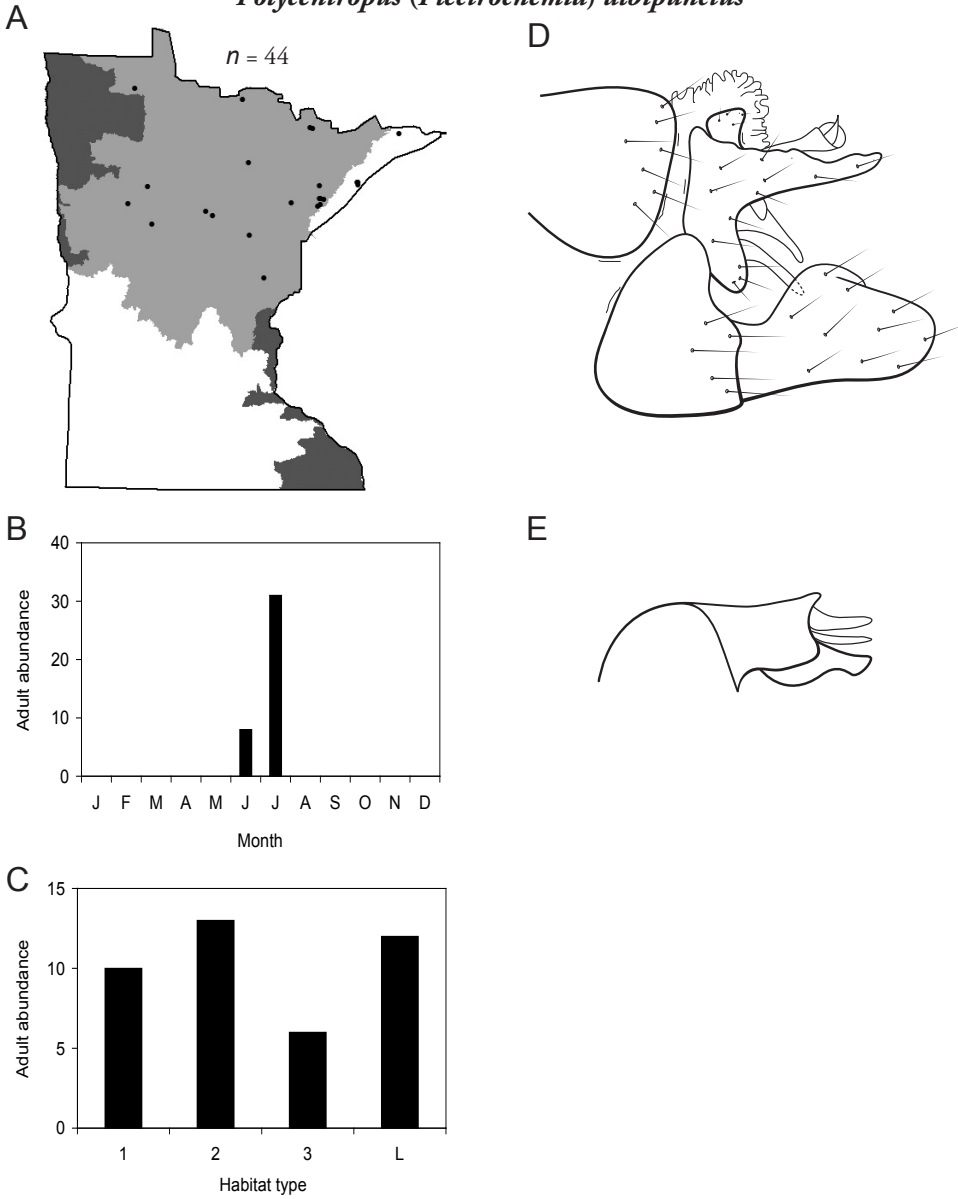 Polycentropus (Plectrocnemia) albipunctus
A
n = 44
D
B
40
30
20
10
0
Adult abundance
J F M A M J J A S O N D
Month
E
C
15
10
5
0
Adult abundance
1 2 3 L
Habitat type